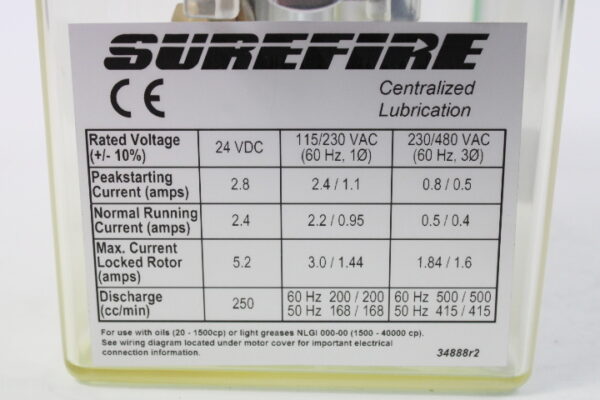 SUREFIRE
CE
Centralized
Lubrication
Rated Voltage
(+/- 10%)
24 VDC
115/230 VAC
(60 Hz, 1Ø)
230/480 VAC
(60 Hz, 3Ø)
Peakstarting
Current (amps)
2.8
2.4 / 1.1
0.8 / 0.5
Normal Running
Current (amps)
2.4
2.2 / 0.95
0.5 / 0.4
Max. Current
Locked Rotor
(amps)
5.2
3.0 / 1.44
1.84 / 1.6
Discharge
(cc/min)
250
60 Hz 200 / 200
50 Hz 168 / 168
60 Hz 500 / 500
50 Hz 415 / 415
For use with oils (20 - 1500cp) or light greases NLGI 000-00 (1500 - 40000 cp).
See wiring diagram located under motor cover for important electrical
connection information.
34888r2